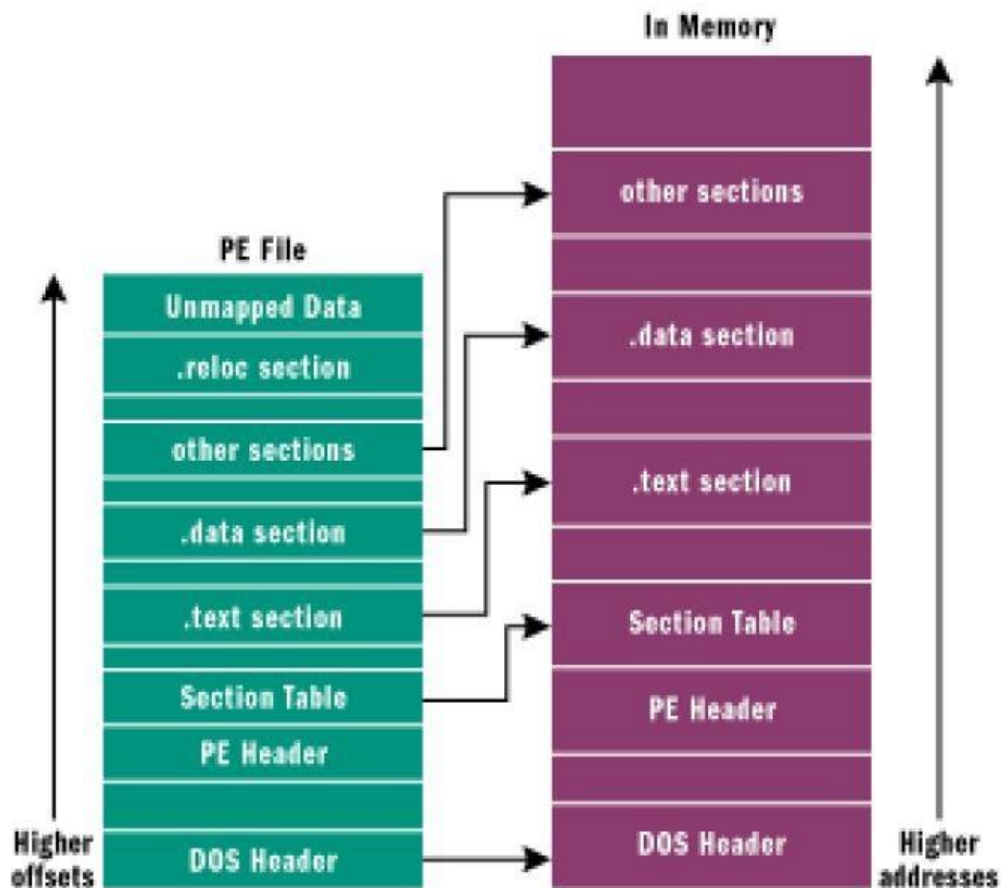 In Memory
other sections
.data section
.text section
Section Table
PE Header
DOS Header
Higher
addresses
PE File
Unmapped Data
.reloc section
other sections
.data section
.text section
Section Table
PE Header
DOS Header
Higher
offsets